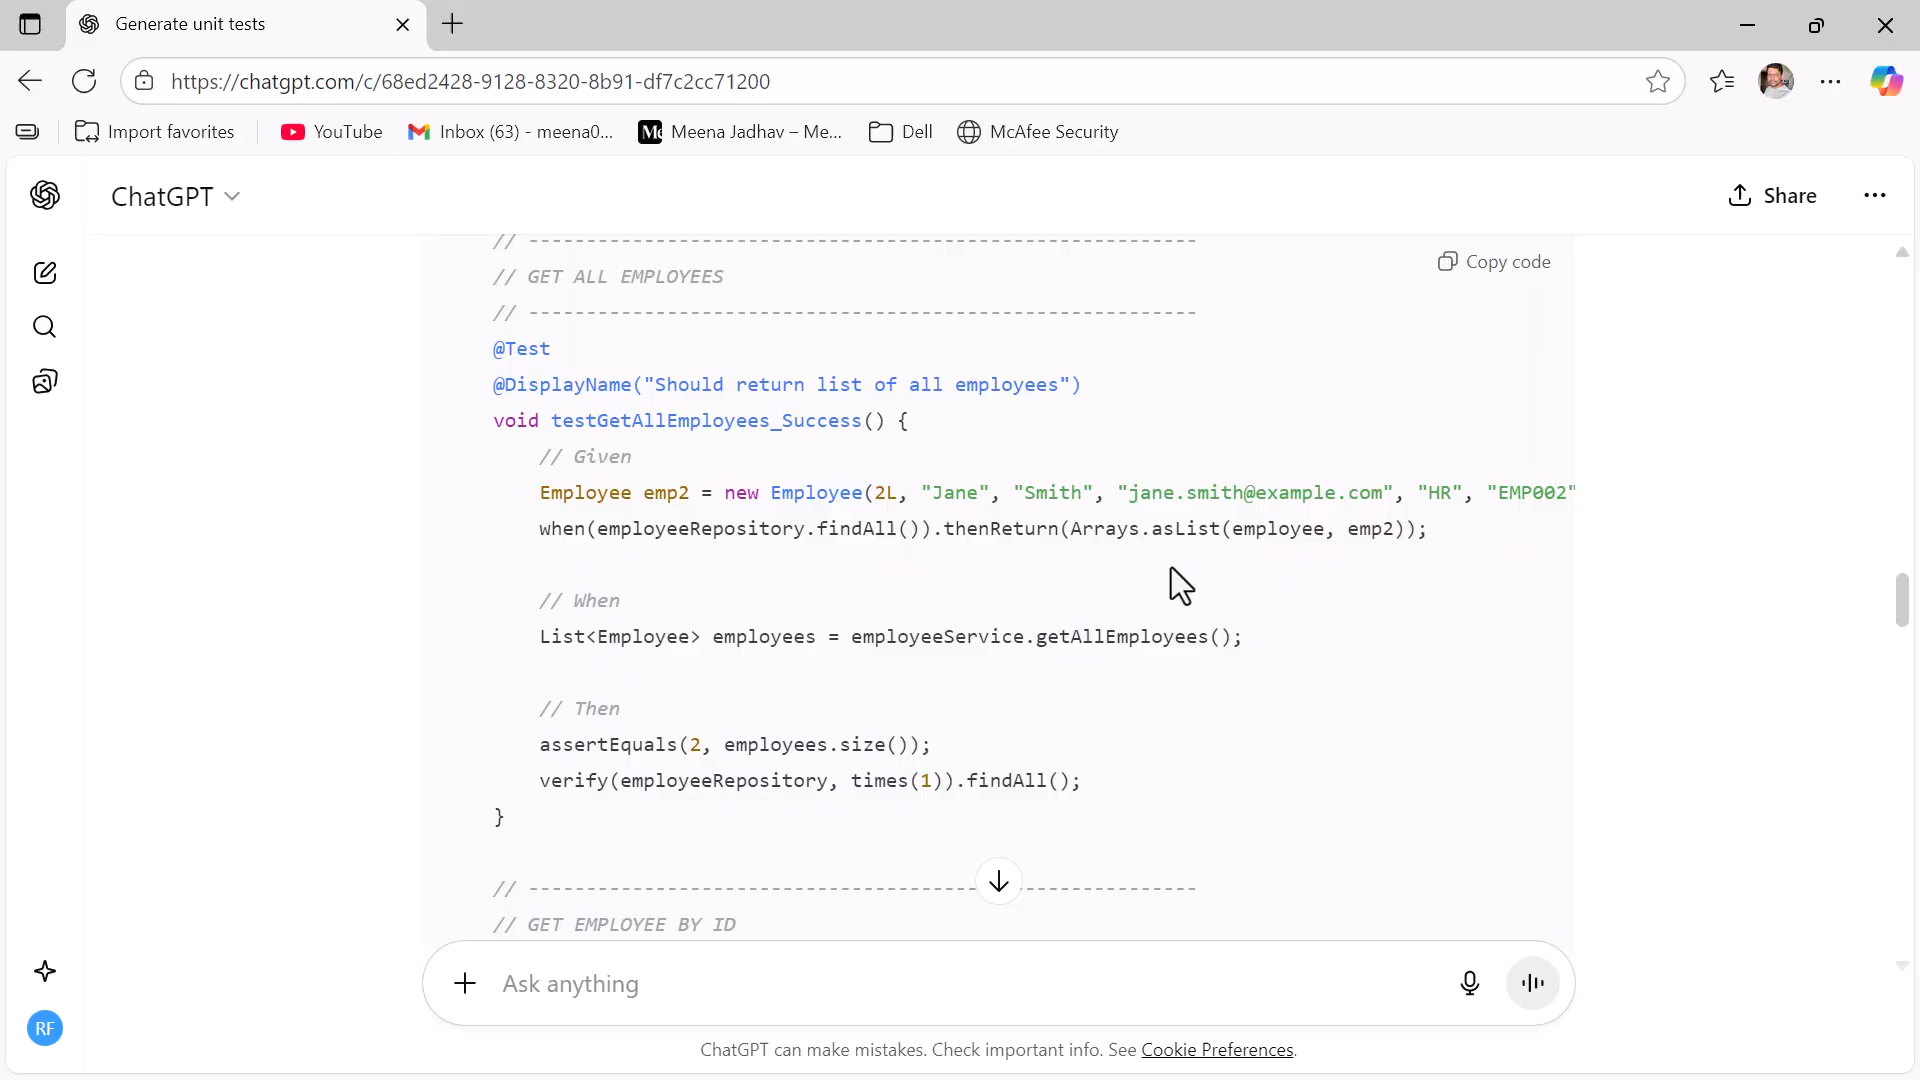 Generate unit tests
https://chatgpt.com/c/68ed2428-9128-8320-8b91-df7c2cc71200
Import favorites
YouTube
Inbox (63) - meena0...
Meena Jadhav – Me...
Dell
McAfee Security
ChatGPT
Share
// ----------------------------------------------------------
// GET ALL EMPLOYEES
Copy code
// ----------------------------------------------------------
@Test
@DisplayName("Should return list of all employees")
void testGetAllEmployees_Success() {
// Given
Employee emp2 = new Employee(2L, "Jane", "Smith", "jane.smith@example.com", "HR", "EMP002"
when(employeeRepository.findAll()).thenReturn(Arrays.asList(employee, emp2));
// When
List<Employee> employees = employeeService.getAllEmployees();
// Then
assertEquals(2, employees.size());
verify(employeeRepository, times(1)).findAll();
}
// ----------------------------------------------------------
// GET EMPLOYEE BY ID
Ask anything
RF
ChatGPT can make mistakes. Check important info. See Cookie Preferences.